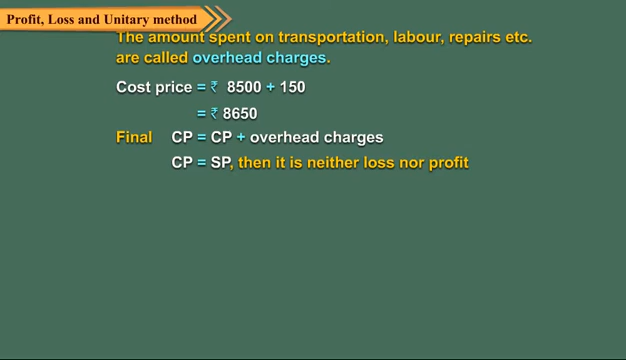 Profit, Loss and Unitary method
The amount spent on transportation, labour, repairs etc.
are called overhead charges.
Cost price = ₹ 8500 + 150
= ₹ 8650
Final CP = CP + overhead charges
CP = SP, then it is neither loss nor profit